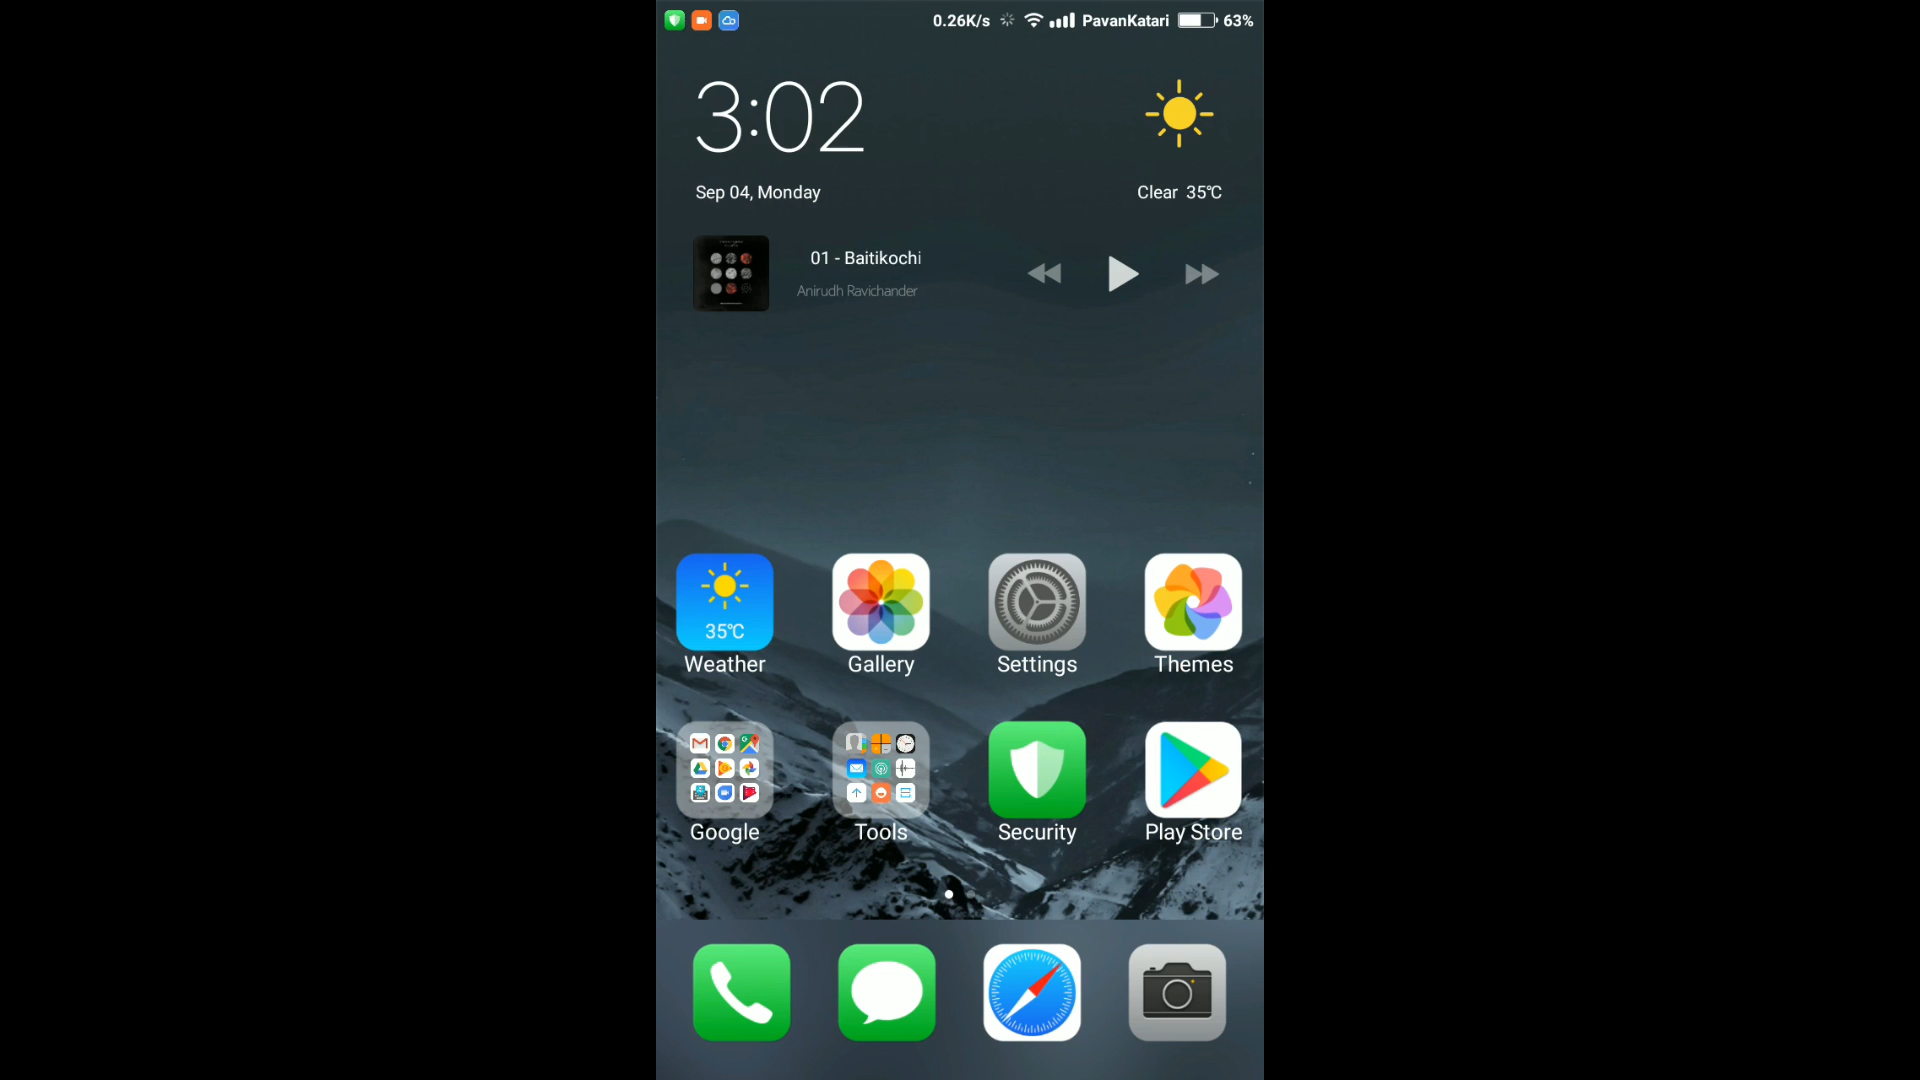 0.26K/s PavanKatari 63%
3:02
Sep 04, Monday
Clear 35℃
01 - Baitikochi
Anirudh Ravichander
35℃
Weather Gallery Settings Themes
Google Tools Security Play Store